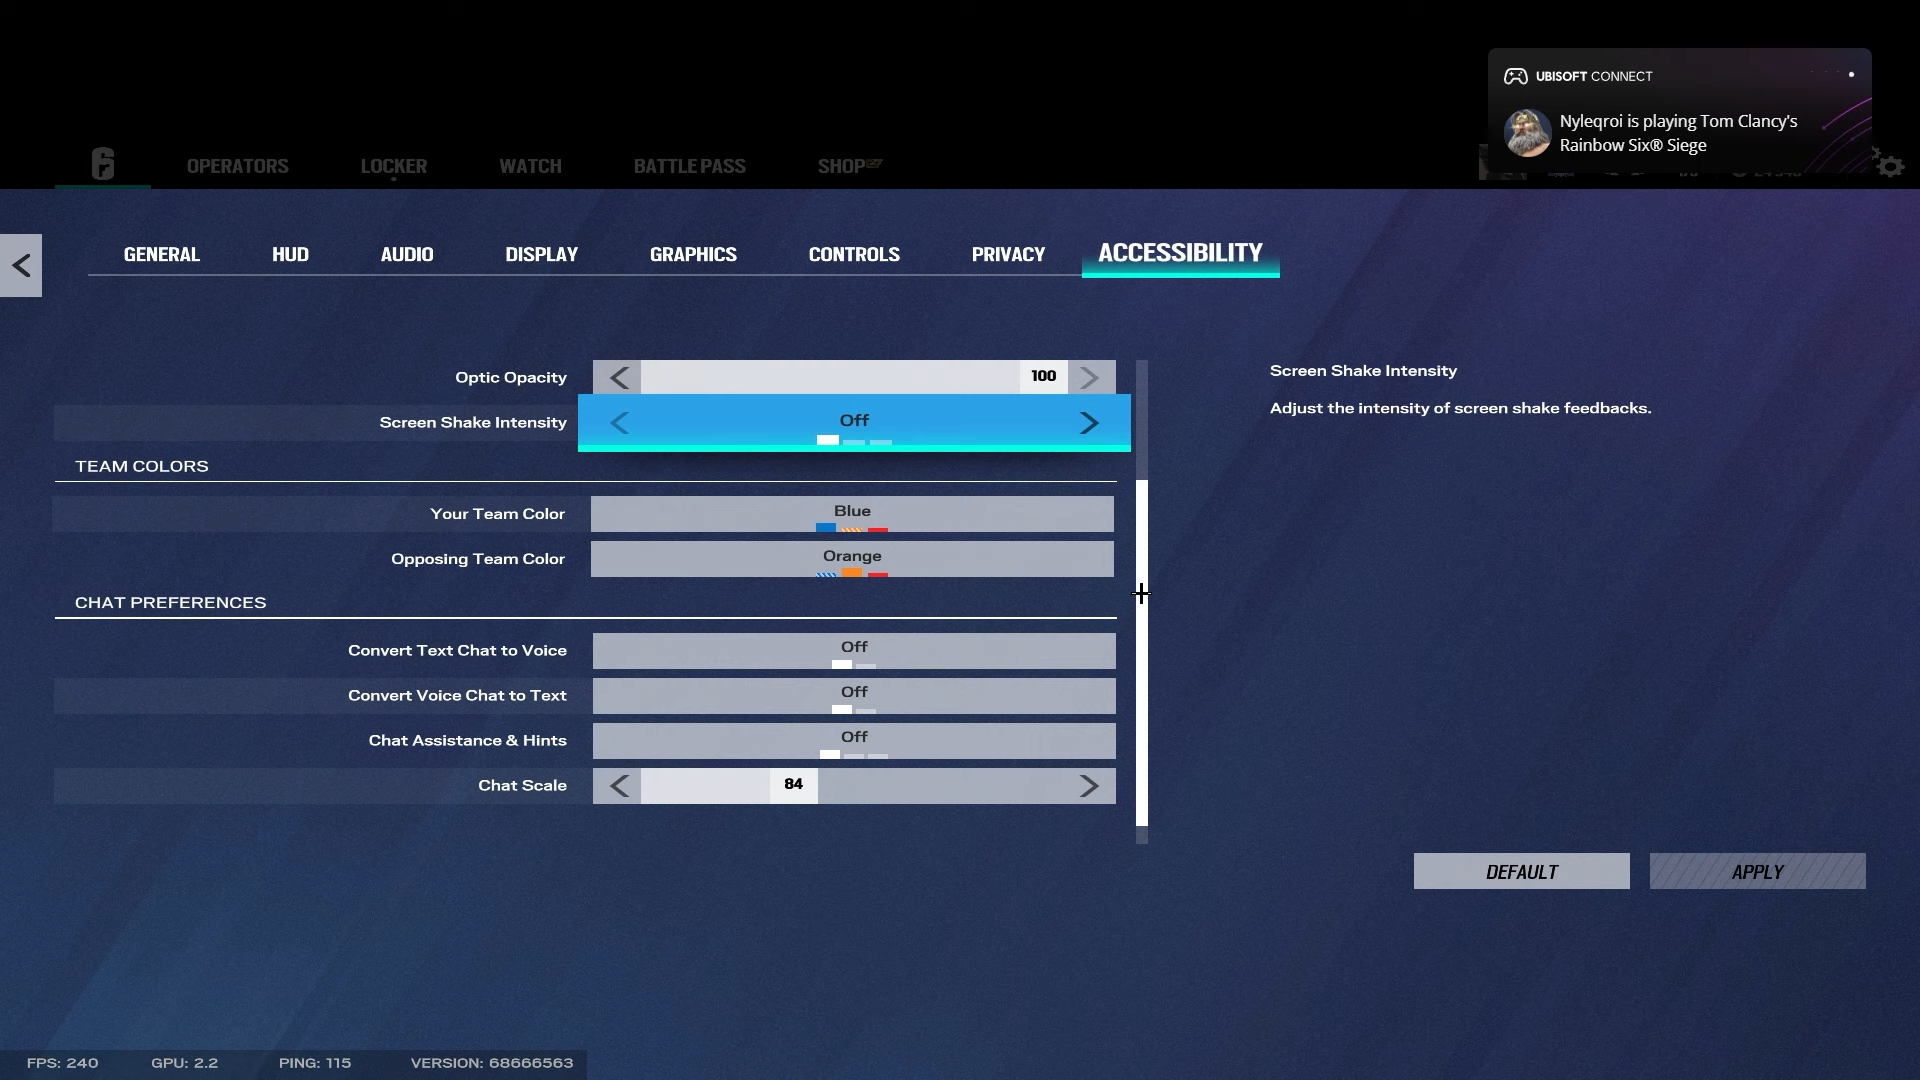 UBISOFT CONNECT
Nyleqroi is playing Tom Clancy's
Rainbow Six® Siege
6
OPERATORS
LOCKER
WATCH
BATTLE PASS
SHOP
GENERAL
HUD
AUDIO
DISPLAY
GRAPHICS
CONTROLS
PRIVACY
ACCESSIBILITY
Optic Opacity
100
Screen Shake Intensity
Off
Screen Shake Intensity
Adjust the intensity of screen shake feedbacks.
TEAM COLORS
Your Team Color
Blue
Opposing Team Color
Orange
CHAT PREFERENCES
Convert Text Chat to Voice
Off
Convert Voice Chat to Text
Off
Chat Assistance & Hints
Off
Chat Scale
84
DEFAULT
APPLY
FPS: 240
GPU: 2.2
PING: 115
VERSION: 68666563